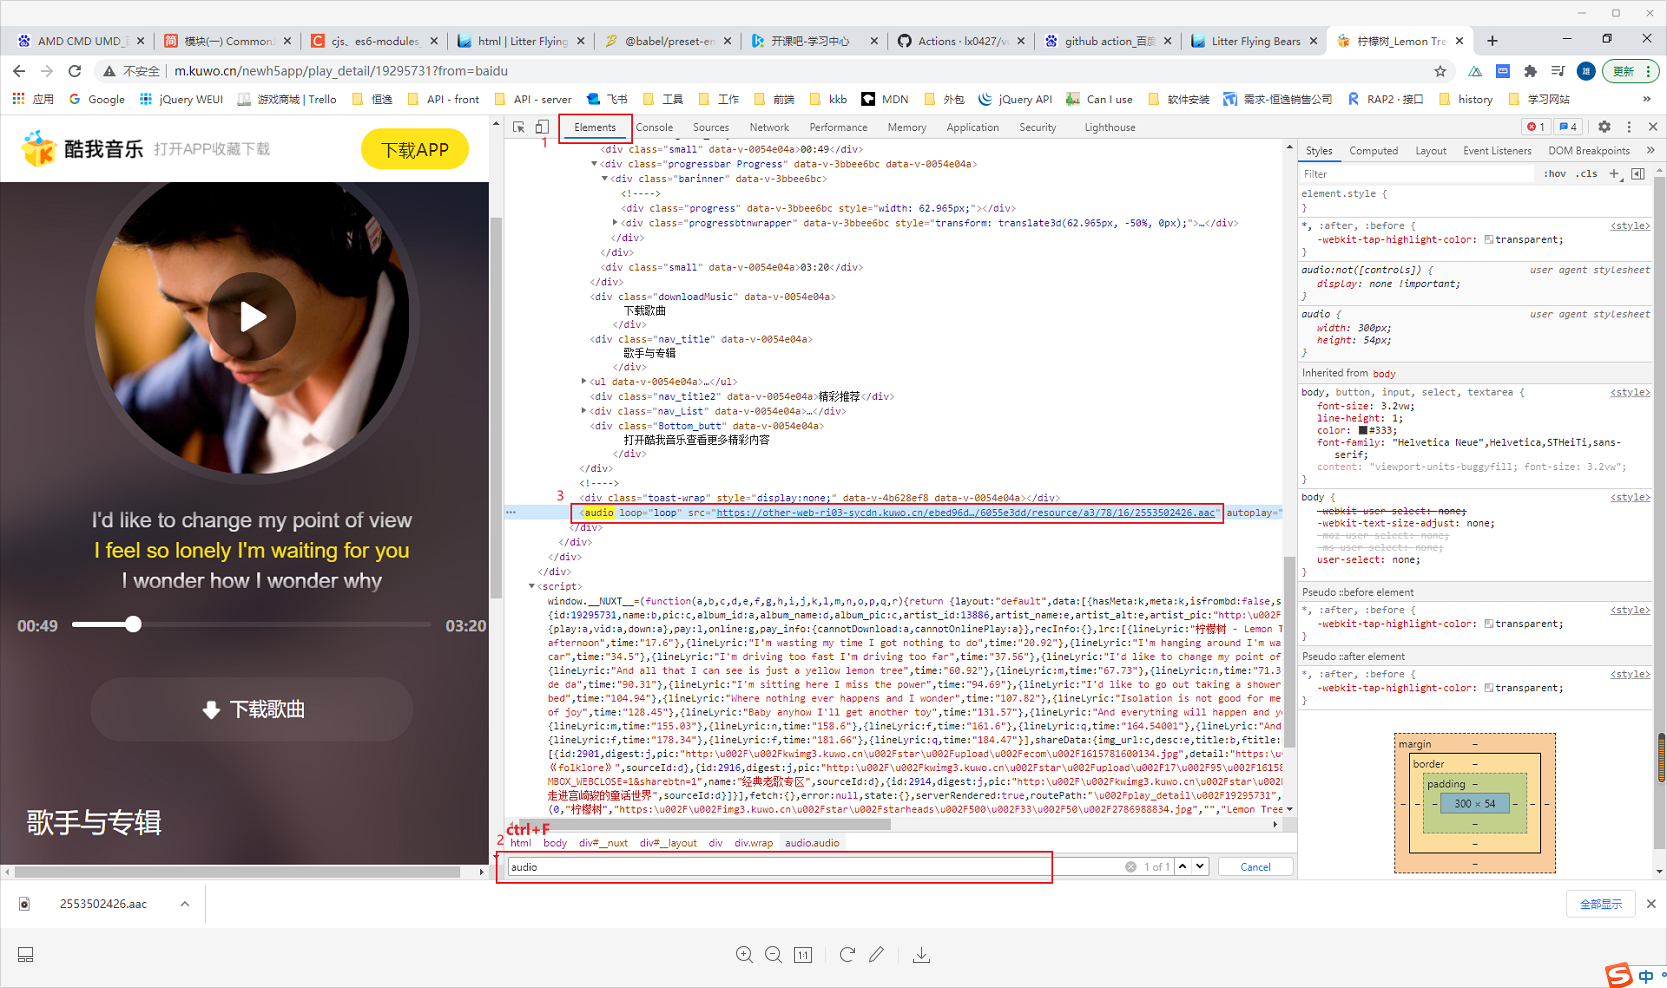 AMD CMD UMD_
模块(一) Common
cjs、es6-modules
html | Litter Flying
@babel/preset-en
开课吧-学习中心
Actions · lx0427/v
github action_百度
Litter Flying Bears
柠檬树_Lemon Tre
不安全 | m.kuwo.cn/newh5app/play_detail/19295731?from=baidu
更新
应用
Google
jQuery WEUI
游戏商城 | Trello
恒逸
API - front
API - server
飞书
工具
工作
前端
kkb
MDN
外包
jQuery API
Can I use
软件安装
需求-恒逸销售公司
RAP2 · 接口
history
学习网站
酷我音乐 打开APP收藏下载
下载APP
I'd like to change my point of view
I feel so lonely I'm waiting for you
I wonder how I wonder why
00:49
03:20
下载歌曲
歌手与专辑
1
Elements Console Sources Network Performance Memory Application Security Lighthouse
1
4
<div class="small" data-v-0054e04a>00:49</div>
<div class="progressbar Progress" data-v-3bbee6bc data-v-0054e04a>
<div class="barinner" data-v-3bbee6bc>
<!---->
<div class="progress" data-v-3bbee6bc style="width: 62.965px;"></div>
<div class="progressbtnwrapper" data-v-3bbee6bc style="transform: translate3d(62.965px, -50%, 0px);">…</div>
</div>
</div>
<div class="small" data-v-0054e04a>03:20</div>
</div>
<div class="downloadMusic" data-v-0054e04a>
下载歌曲
</div>
<div class="nav_title" data-v-0054e04a>
歌手与专辑
</div>
<ul data-v-0054e04a>…</ul>
<div class="nav_title2" data-v-0054e04a>精彩推荐</div>
<div class="nav_List" data-v-0054e04a>…</div>
<div class="Bottom_butt" data-v-0054e04a>
打开酷我音乐查看更多精彩内容
</div>
</div>
<!---->
3
<div class="toast-wrap" style="display:none;" data-v-4b628ef8 data-v-0054e04a></div>
<audio loop="loop" src="https://other-web-ri03-sycdn.kuwo.cn/ebed96d…/6055e3dd/resource/a3/78/16/2553502426.aac" autoplay="
</div>
</div>
</div>
</div>
<script>
window.__NUXT__=(function(a,b,c,d,e,f,g,h,i,j,k,l,m,n,o,p,q,r){return {layout:"default",data:[{hasMeta:k,meta:k,isfrombd:false,s
{id:19295731,name:b,pic:c,album_id:a,album_name:d,album_pic:c,artist_id:13886,artist_name:e,artist_alt:e,artist_pic:"http:\u002F
{play:a,vid:a,down:a},pay:l,online:g,pay_info:{cannotDownload:a,cannotOnlinePlay:a}},recInfo:{},lrc:[{lineLyric:"柠檬树 - Lemon T
afternoon",time:"17.6"},{lineLyric:"I'm wasting my time I got nothing to do",time:"20.92"},{lineLyric:"I'm hanging around I'm wa
car",time:"34.5"},{lineLyric:"I'm driving too fast I'm driving too far",time:"37.56"},{lineLyric:"I'd like to change my point of
{lineLyric:"And all that I can see is just a yellow lemon tree",time:"60.92"},{lineLyric:m,time:"67.73"},{lineLyric:n,time:"71.3
de da",time:"90.31"},{lineLyric:"I'm sitting here I miss the power",time:"94.69"},{lineLyric:"I'd like to go out taking a shower
bed",time:"104.94"},{lineLyric:"Where nothing ever happens and I wonder",time:"107.82"},{lineLyric:"Isolation is not good for me
of joy",time:"128.45"},{lineLyric:"Baby anyhow I'll get another toy",time:"131.57"},{lineLyric:"And everything will happen and y
{lineLyric:m,time:"155.03"},{lineLyric:n,time:"158.6"},{lineLyric:f,time:"161.6"},{lineLyric:q,time:"164.54001"},{lineLyric:"And
{lineLyric:f,time:"178.34"},{lineLyric:f,time:"181.66"},{lineLyric:q,time:"184.47"}],shareData:{img_url:c,desc:e,title:b,ftitle:
[{id:2901,digest:j,pic:"http:\u002F\u002Fkwimg3.kuwo.cn\u002Fstar\u002Fupload\u002Fecom\u002F1615781600134.jpg",detail:"https:\
《folklore》",sourceId:d},{id:2916,digest:j,pic:"http:\u002F\u002Fkwimg3.kuwo.cn\u002Fstar\u002Fupload\u002F17\u002F95\u002F16158
MBOX_WEBCLOSE=1&sharebtn=1",name:"经典老歌专区",sourceId:d},{id:2914,digest:j,pic:"http:\u002F\u002Fkwimg3.kuwo.cn\u002Fstar\u002
走进宫崎骏的童话世界",sourceId:d}]}],fetch:{},error:null,state:{},serverRendered:true,routePath:"\u002Fplay_detail\u002F19295731",
(0,"柠檬树","https:\u002F\u002Fimg3.kuwo.cn\u002Fstar\u002Fstarheads\u002F500\u002F33\u002F50\u002F2786988834.jpg","","Lemon Tree
2 ctrl+F
html body div#__nuxt div#__layout div div.wrap audio.audio
audio
1 of 1
Cancel
Styles Computed Layout Event Listeners DOM Breakpoints
Filter
:hov .cls +
element.style {
}
*, :after, :before { <style>
-webkit-tap-highlight-color: transparent;
}
audio:not([controls]) { user agent stylesheet
display: none !important;
}
audio { user agent stylesheet
width: 300px;
height: 54px;
}
Inherited from body
body, button, input, select, textarea { <style>
font-size: 3.2vw;
line-height: 1;
color: #333;
font-family: "Helvetica Neue",Helvetica,STHeiTi,sans-
serif;
content: "viewport-units-buggyfill; font-size: 3.2vw";
}
body { <style>
-webkit-user-select: none;
-webkit-text-size-adjust: none;
-moz-user-select: none;
-ms-user-select: none;
user-select: none;
}
Pseudo ::before element
*, :after, :before { <style>
-webkit-tap-highlight-color: transparent;
}
Pseudo ::after element
*, :after, :before { <style>
-webkit-tap-highlight-color: transparent;
}
margin
border
padding
300 × 54
2553502426.aac
全部显示
1:1
中